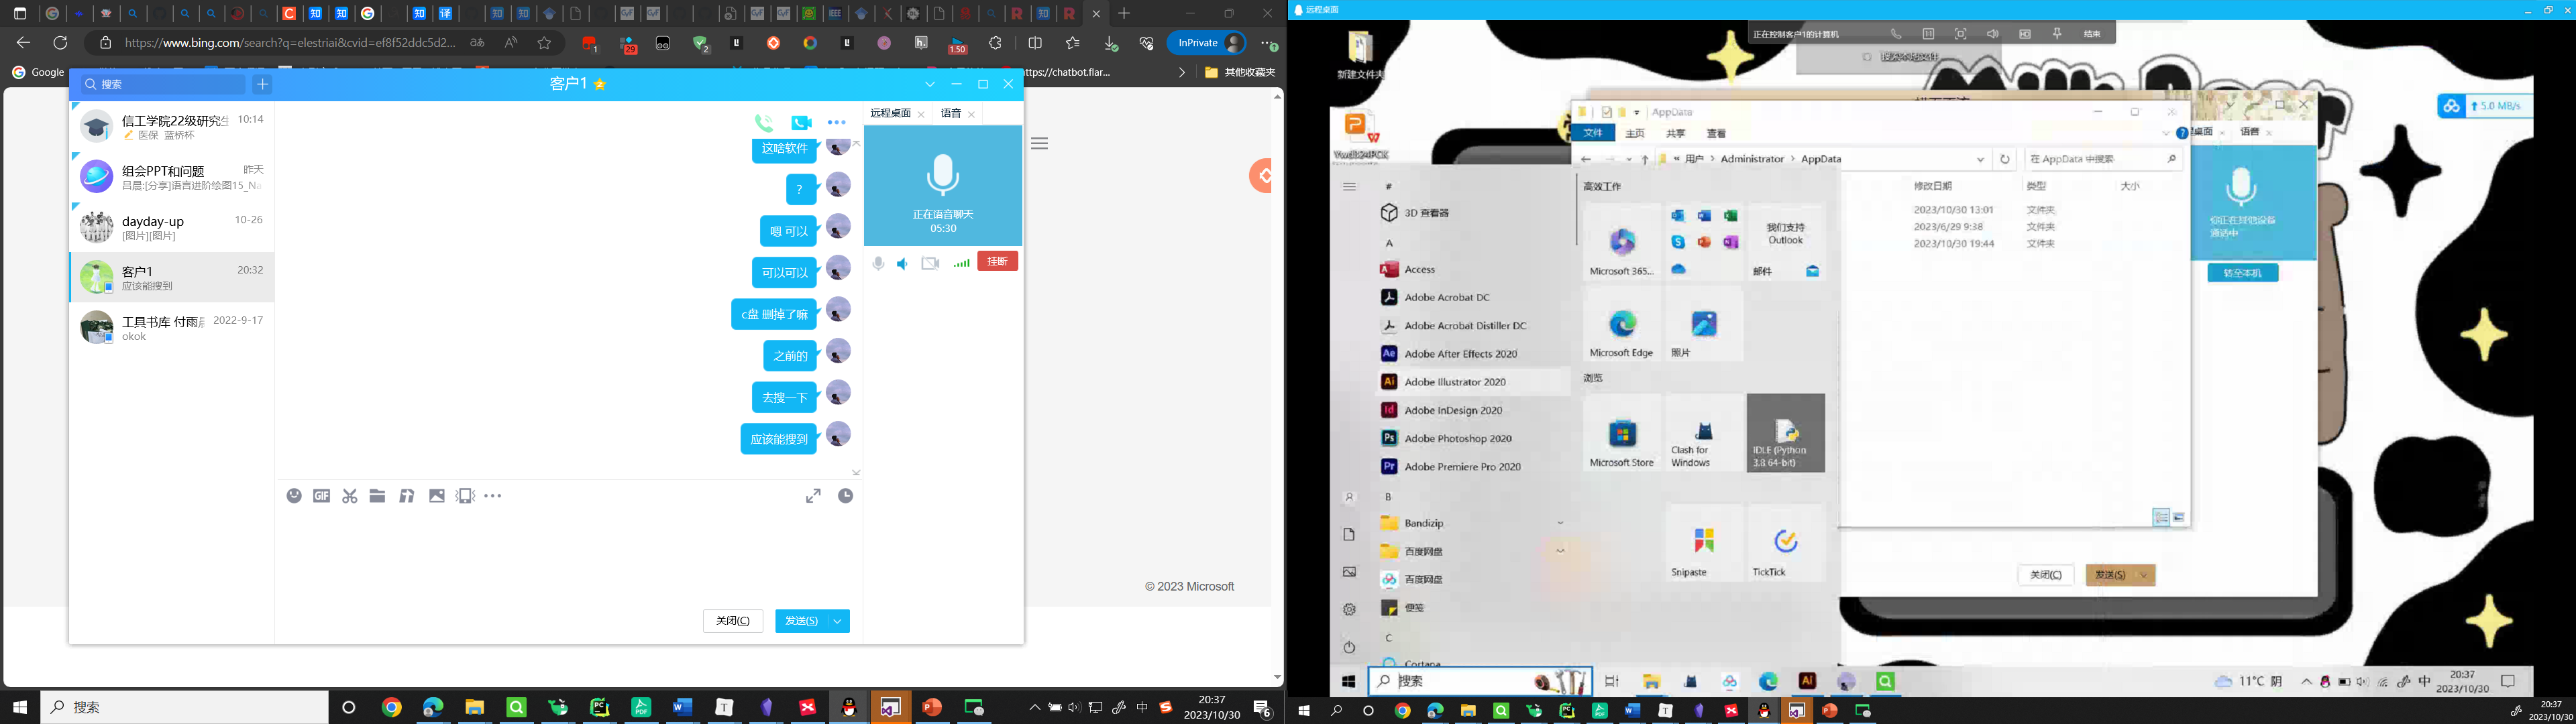 https://www.bing.com/search?q=elestriai&cvid=ef8f52ddc5d2...
InPrivate
Google
https://chatbot.flar...
其他收藏夹
搜索
客户1
信工学院22级研究生
10:14
医保 蓝桥杯
组会PPT和问题
昨天
吕晨:[分享]语言进阶绘图15_Na
dayday-up
10-26
[图片][图片]
客户1
20:32
应该能搜到
工具书库 付雨
2022-9-17
okok
这啥软件
?
嗯 可以
可以可以
c盘 删掉了嘛
之前的
去搜一下
应该能搜到
关闭(C)
发送(S)
远程桌面
语音
正在语音聊天
05:30
挂断
© 2023 Microsoft
搜索
中
20:37
2023/10/30
6
远程桌面
正在控制客户1的计算机
结束
新建文件夹
5.0 MB/s
AppData
文件
主页
共享
查看
用户
Administrator
AppData
在 AppData 中搜索
修改日期
类型
大小
2023/10/30 13:01
文件夹
2023/6/29 9:38
文件夹
2023/10/30 19:44
文件夹
语音
你正在其他设备
通话中
转至本机
关闭(C)
发送(S)
#
3D 查看器
A
Access
Adobe Acrobat DC
Adobe Acrobat Distiller DC
Adobe After Effects 2020
Adobe Illustrator 2020
Adobe InDesign 2020
Adobe Photoshop 2020
Adobe Premiere Pro 2020
B
Bandizip
百度网盘
百度网盘
便笺
C
Cortana
高效工作
Microsoft 365...
我们支持
Outlook
邮件
Microsoft Edge
照片
浏览
Microsoft Store
Clash for
Windows
IDLE (Python
3.8 64-bit)
Snipaste
TickTick
搜索
11°C 阴
中
20:37
2023/10/30
20:37
2023/10/30